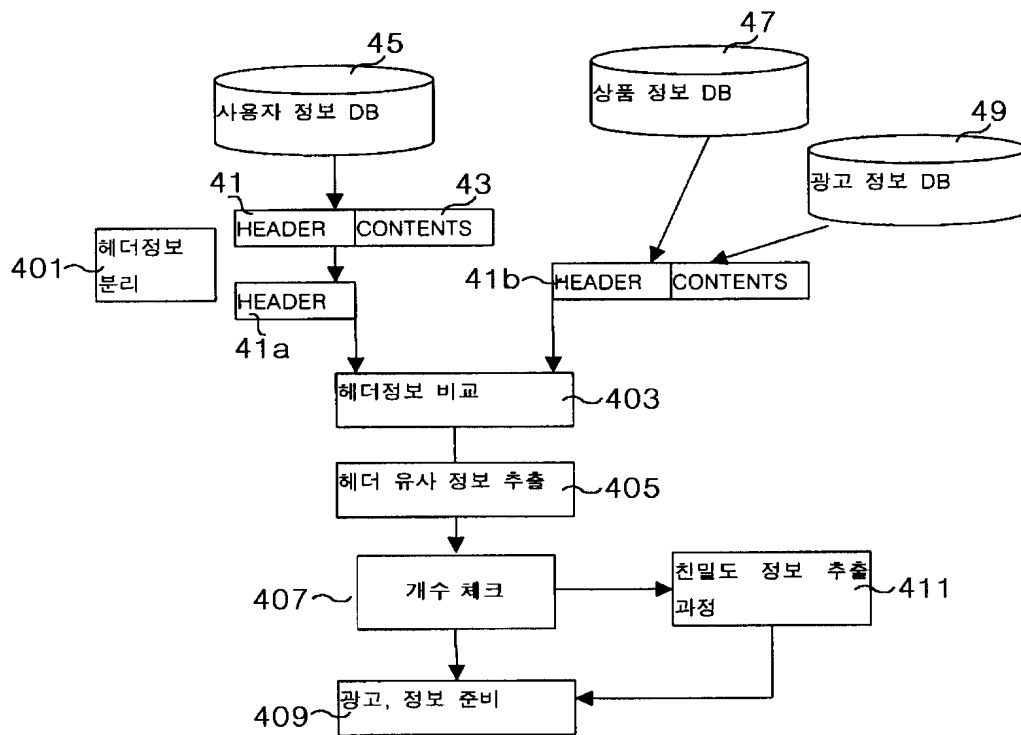 45
47
사용자 정보 DB
상품 정보 DB
49
광고 정보 DB
41
43
HEADER
CONTENTS
헤더정보
분리
401
HEADER
41a
41b
HEADER
CONTENTS
헤더정보 비교
403
헤더 유사 정보 추출
405
개수 체크
407
친밀도 정보 추출
과정
411
광고, 정보 준비
409